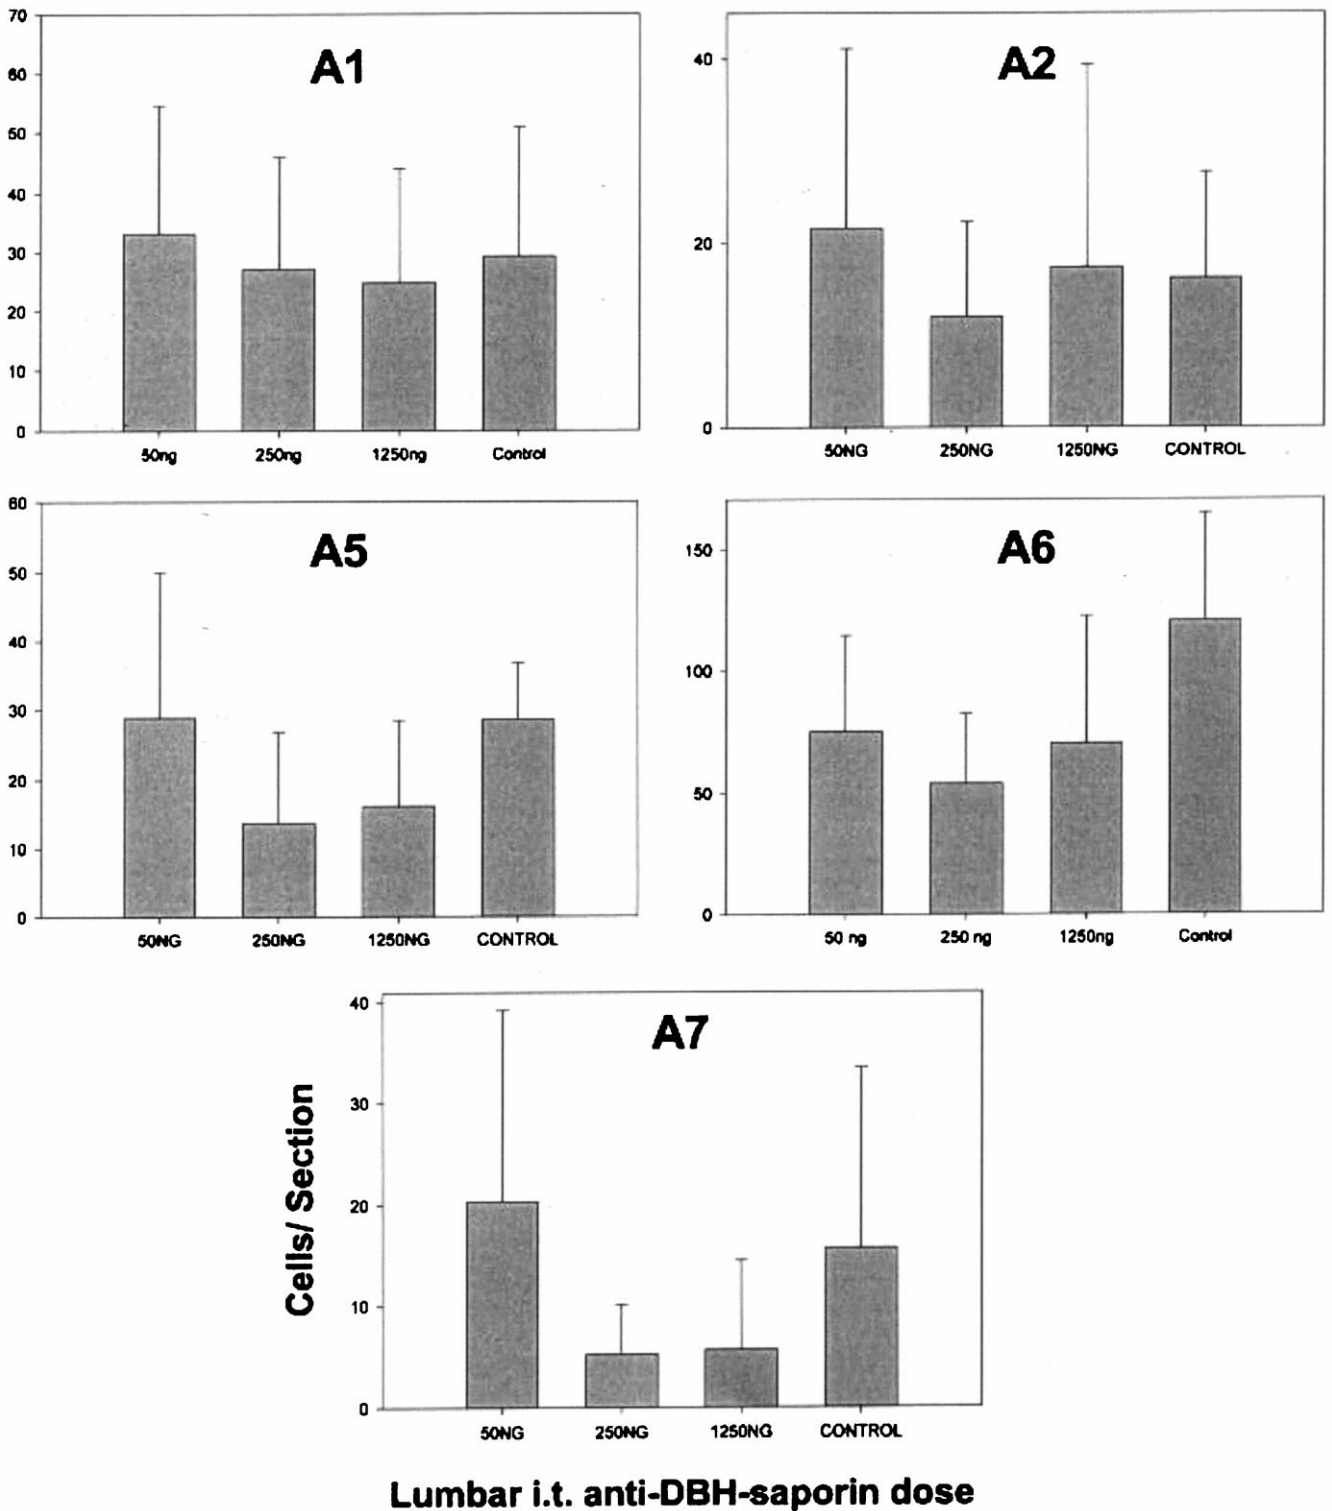 A1
70
60
50
40
30
20
10
0
50ng 250ng 1250ng Control
A2
40
20
0
50NG 250NG 1250NG CONTROL
A5
60
50
40
30
20
10
0
50NG 250NG 1250NG CONTROL
A6
150
100
50
0
50 ng 250 ng 1250ng Control
A7
Cells/ Section
40
30
20
10
0
50NG 250NG 1250NG CONTROL
Lumbar i.t. anti-DBH-saporin dose